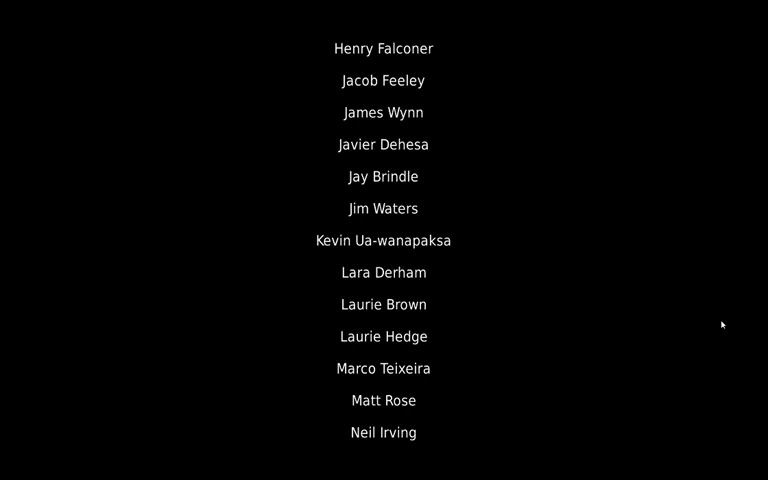 Henry Falconer
Jacob Feeley
James Wynn
Javier Dehesa
Jay Brindle
Jim Waters
Kevin Ua-wanapaksa
Lara Derham
Laurie Brown
Laurie Hedge
Marco Teixeira
Matt Rose
Neil Irving